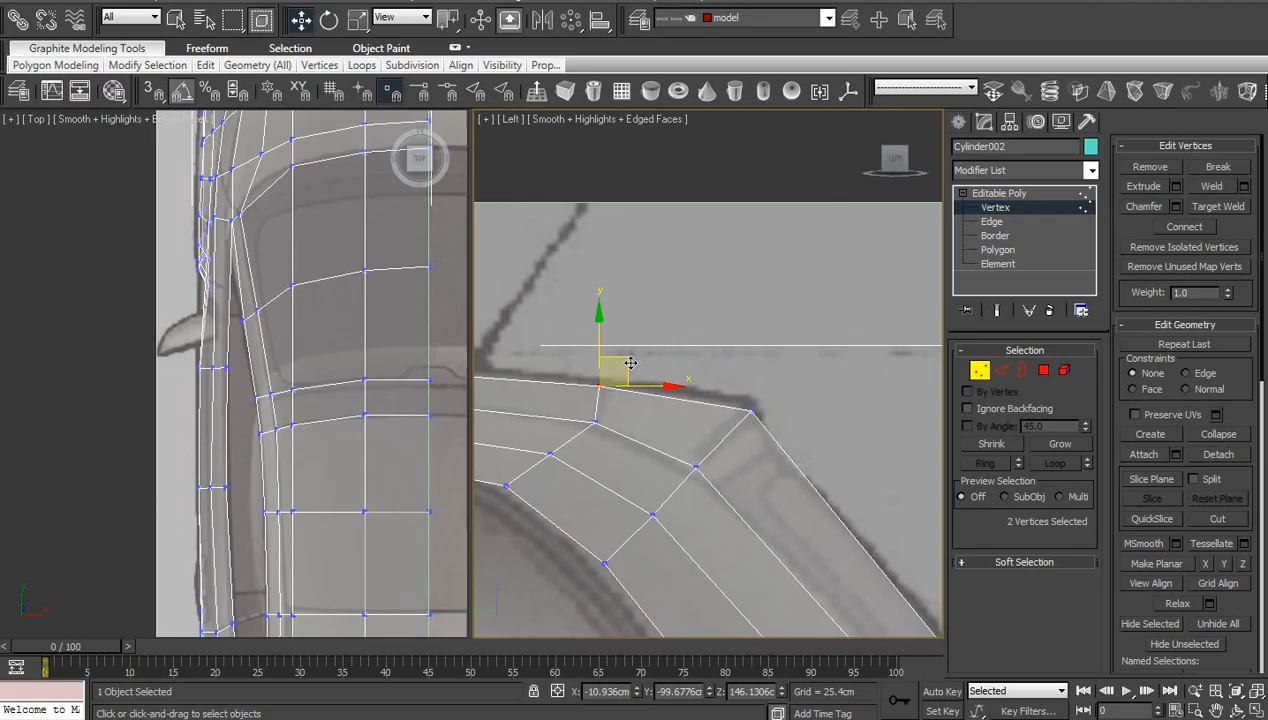 All
View
model
Graphite Modeling Tools Freeform Selection Object Paint
Polygon Modeling Modify Selection Edit Geometry (All) Vertices Loops Subdivision Align Visibility Prop...
3 % XY
[ + ] [ Top ] [ Smooth + Highlights +
[ + ] [ Left ] [ Smooth + Highlights + Edged Faces ]
TOP
LEFT
y
x
Cylinder002
Modifier List
Editable Poly
Vertex
Edge
Border
Polygon
Element
Selection
By Vertex
Ignore Backfacing
By Angle: 45.0
Shrink Grow
Ring Loop
Preview Selection
Off SubObj Multi
2 Vertices Selected
Soft Selection
Edit Vertices
Remove Break
Extrude Weld
Chamfer Target Weld
Connect
Remove Isolated Vertices
Remove Unused Map Verts
Weight: 1.0
Edit Geometry
Repeat Last
Constraints
None Edge
Face Normal
Preserve UVs
Create Collapse
Attach Detach
Slice Plane Split
Slice Reset Plane
QuickSlice Cut
MSmooth Tessellate
Make Planar X Y Z
View Align Grid Align
Relax
Hide Selected Unhide All
Hide Unselected
Named Selections:
< 0 / 100 >
0 5 10 15 20 25 30 35 40 45 50 55 60 65 70 75 80 85 90 95 100
1 Object Selected X: -10.936cm Y: -99.6776c Z: 146.1306c Grid = 25.4cm Auto Key Selected
Welcome to M Click or click-and-drag to select objects Add Time Tag Set Key Key Filters... 0